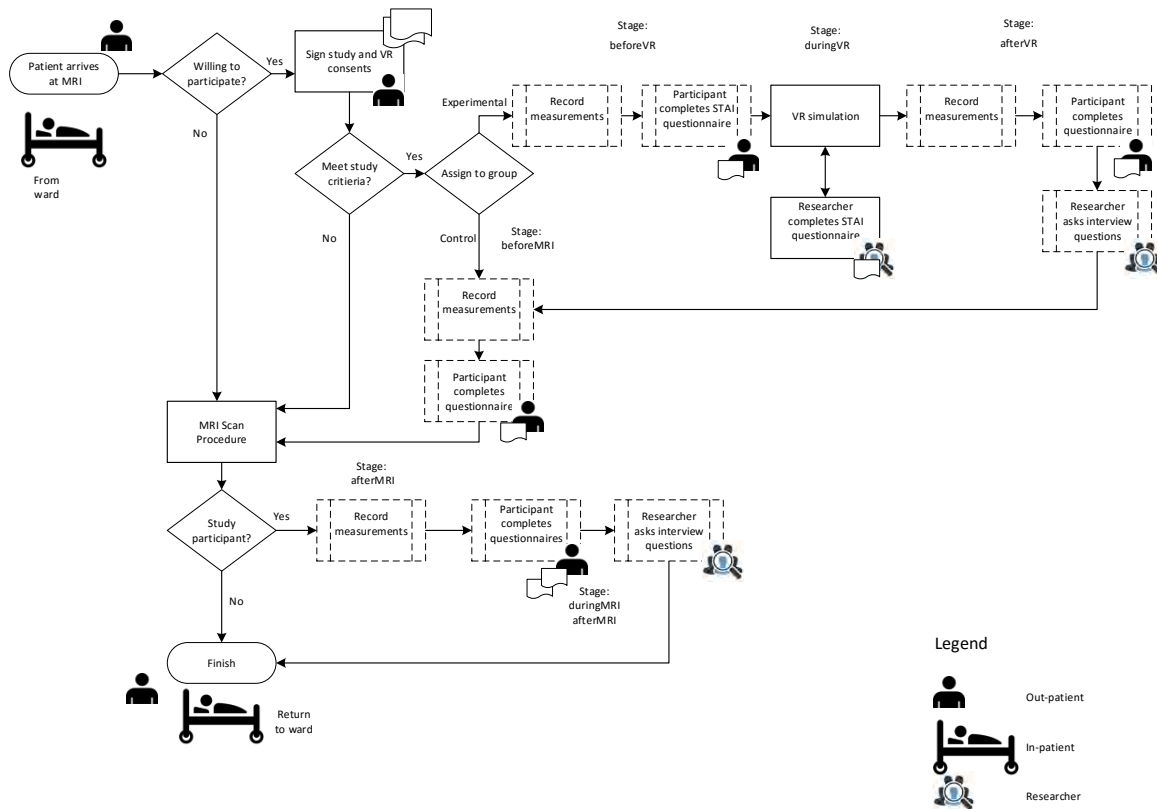 Patient arrives
at MRI
From
ward
Willing to
participate?
Yes
No
Sign study and VR
consents
Meet study
critieria?
Yes
No
Assign to group
Experimental
Control
Stage:
beforeVR
Record
measurements
Participant
completes STAI
questionnaire
Stage:
duringVR
VR simulation
Researcher
completes STAI
questionnaire
Stage:
afterVR
Record
measurements
Participant
completes
questionnaire
Researcher
asks interview
questions
Stage:
beforeMRI
Record
measurements
Participant
completes
questionnaire
MRI Scan
Procedure
Study
participant?
Yes
No
Stage:
afterMRI
Record
measurements
Participant
completes
questionnaires
Stage:
duringMRI
afterMRI
Researcher
asks interview
questions
Finish
Return
to ward
Legend
Out-patient
In-patient
Researcher